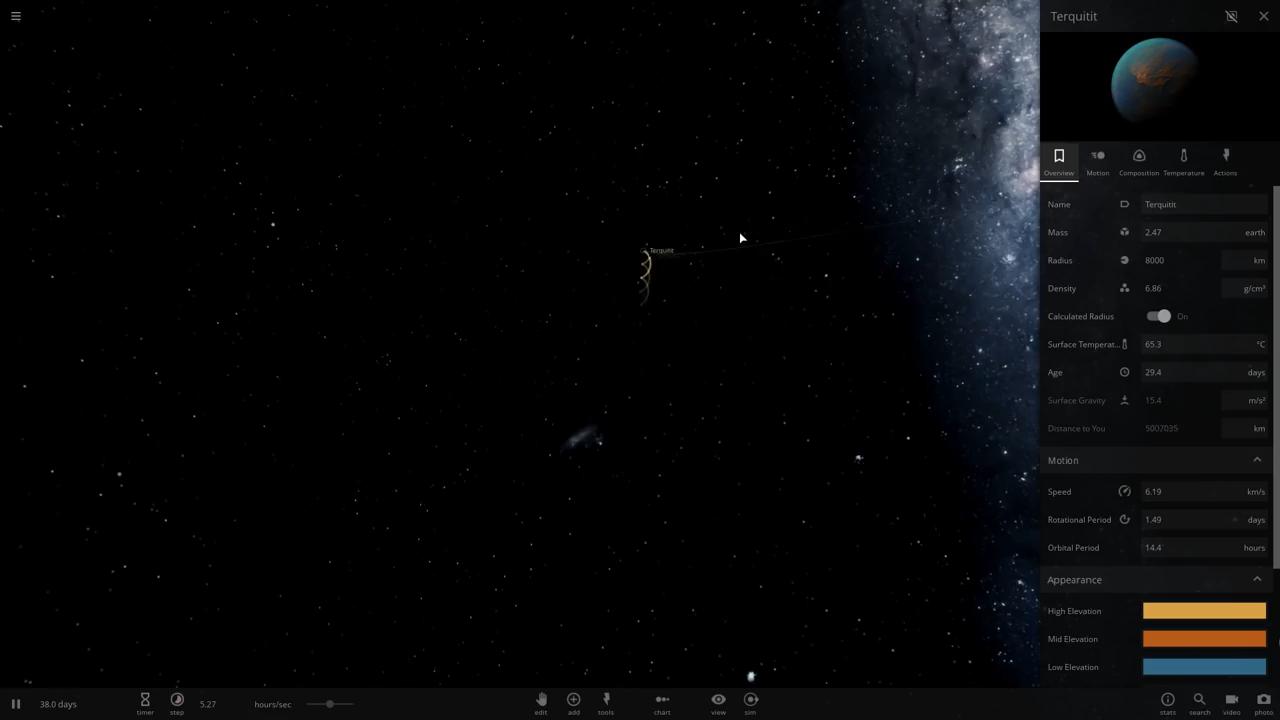 Terquitit
Overview Motion Composition Temperature Actions
Name Terquitit
Mass 2.47 earth
Radius 8000 km
Density 6.86 g/cm³
Calculated Radius On
Surface Temperat... 65.3 °C
Age 29.4 days
Surface Gravity 15.4 m/s²
Distance to You 5007035 km
Motion
Speed 6.19 km/s
Rotational Period 1.49 days
Orbital Period 14.4 hours
Appearance
High Elevation
Mid Elevation
Low Elevation
Terquitit
38.0 days timer step 5.27 hours/sec edit add tools chart view sim stats search video photo